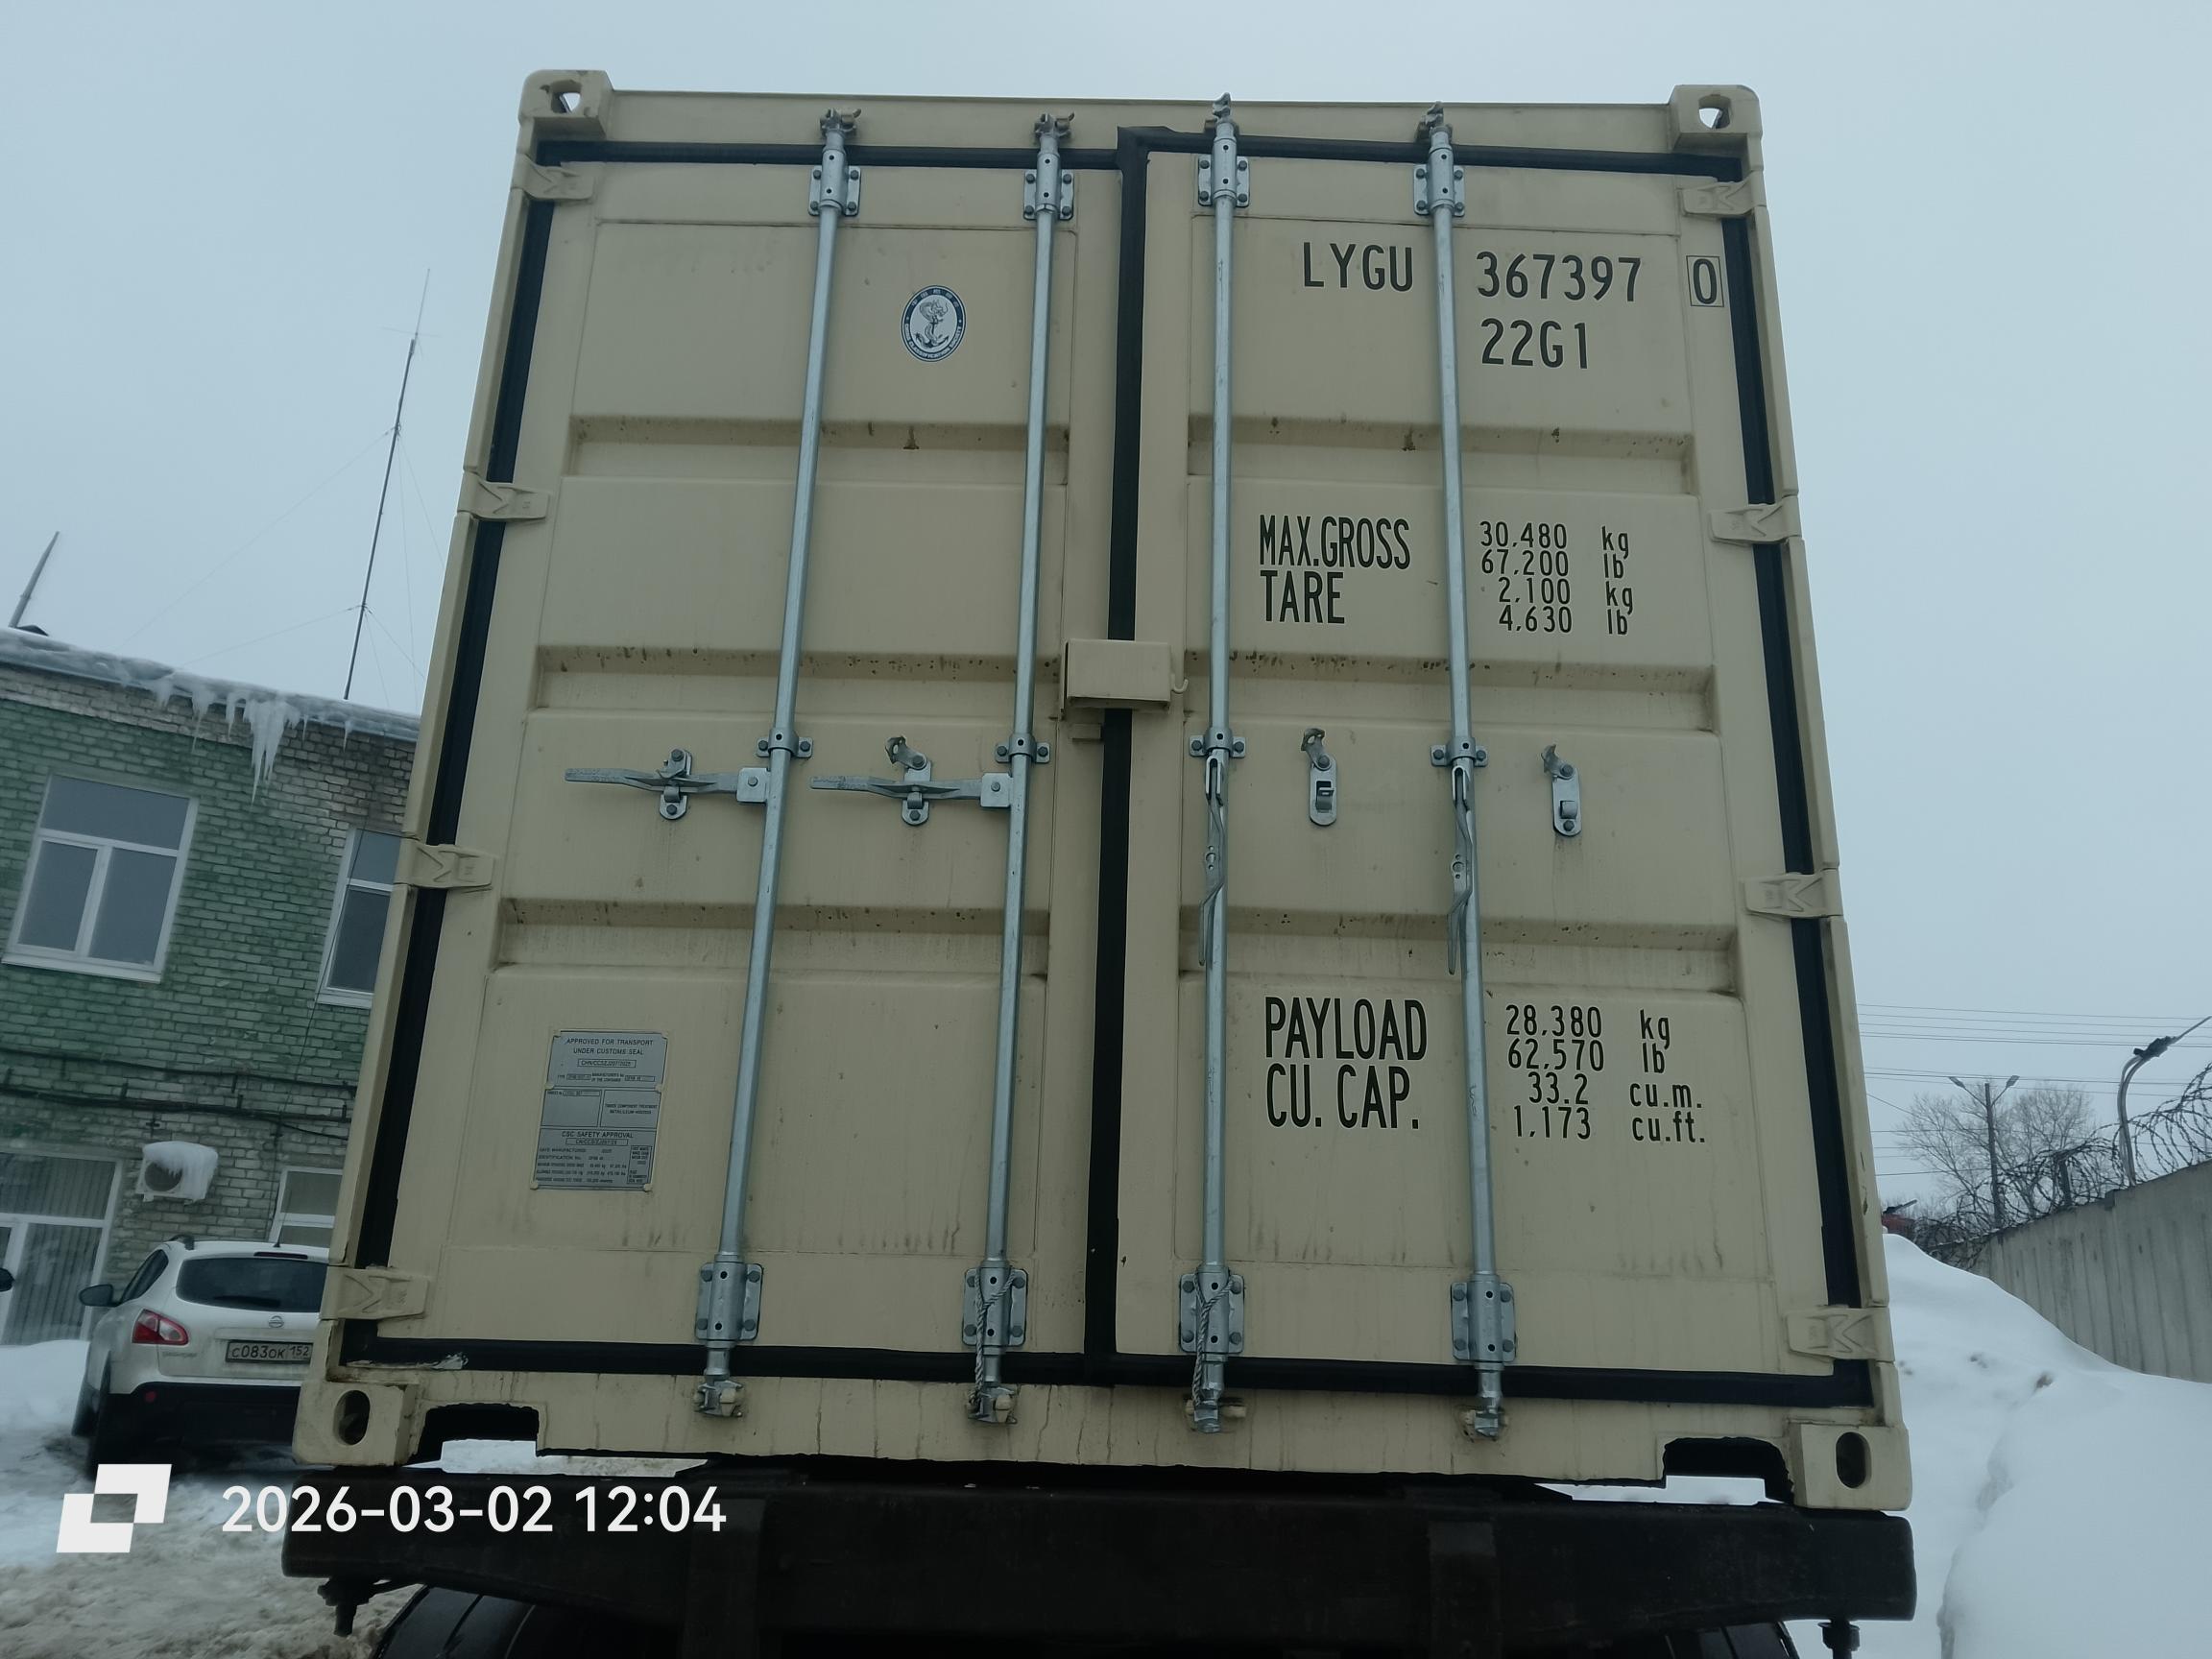 LYGU 367397 0
22G1
MAX.GROSS 30,480 kg
67,200 lb
TARE 2,100 kg
4,630 lb
PAYLOAD 28,380 kg
62,570 lb
CU. CAP. 33.2 cu.m.
1,173 cu.ft.
APPROVED FOR TRANSPORT
UNDER CUSTOMS SEAL
CSC SAFETY APPROVAL
С083ОК 152
2026-03-02 12:04